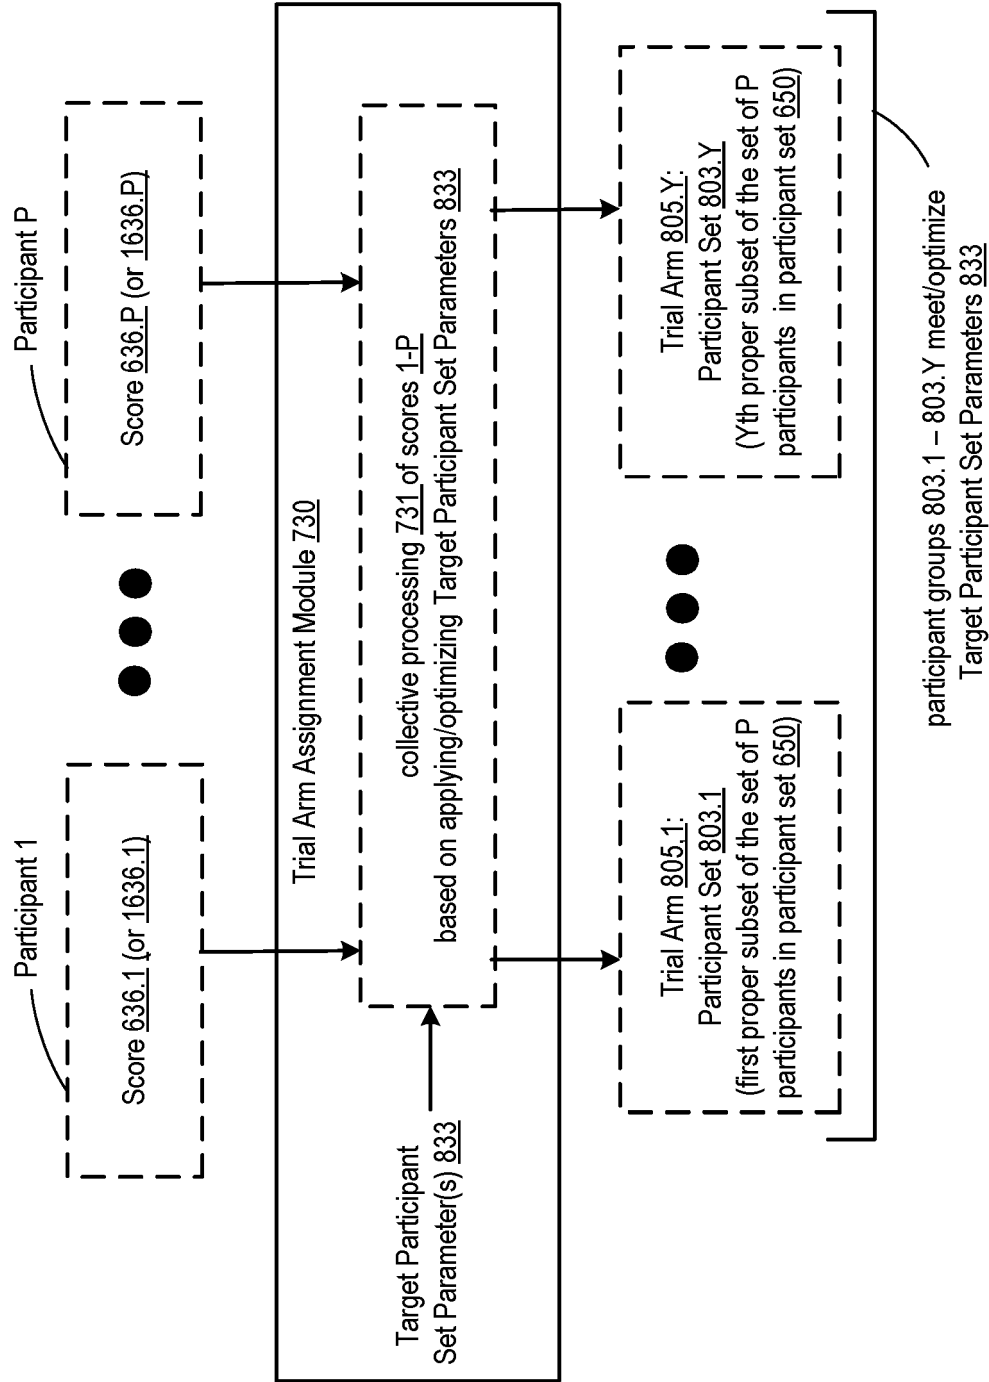 Participant 1
Participant P
Score 636.1 (or 1636.1)
Score 636.P (or 1636.P)
Trial Arm Assignment Module 730
Target Participant
Set Parameter(s) 833
collective processing 731 of scores 1-P
based on applying/optimizing Target Participant Set Parameters 833
Trial Arm 805.1:
Participant Set 803.1
(first proper subset of the set of P
participants in participant set 650)
Trial Arm 805.Y:
Participant Set 803.Y
(Yth proper subset of the set of P
participants in participant set 650)
participant groups 803.1 – 803.Y meet/optimize
Target Participant Set Parameters 833